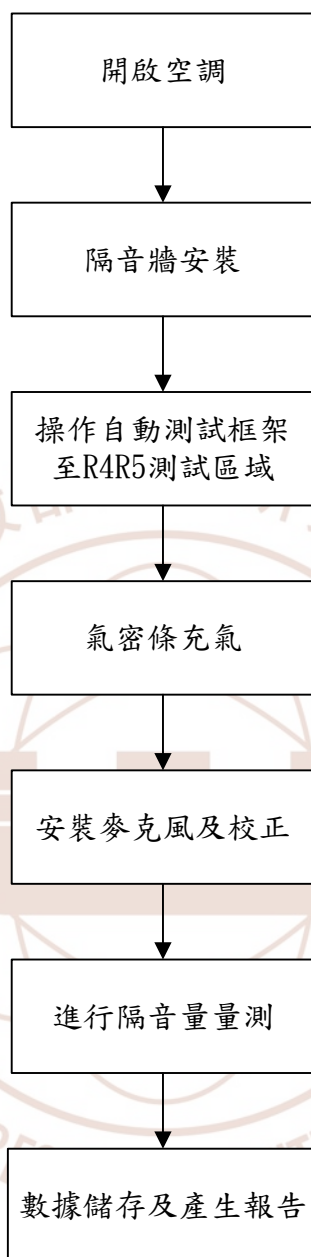 開啟空調
隔音牆安裝
操作自動測試框架
至R4R5測試區域
氣密條充氣
安裝麥克風及校正
進行隔音量量測
數據儲存及產生報告